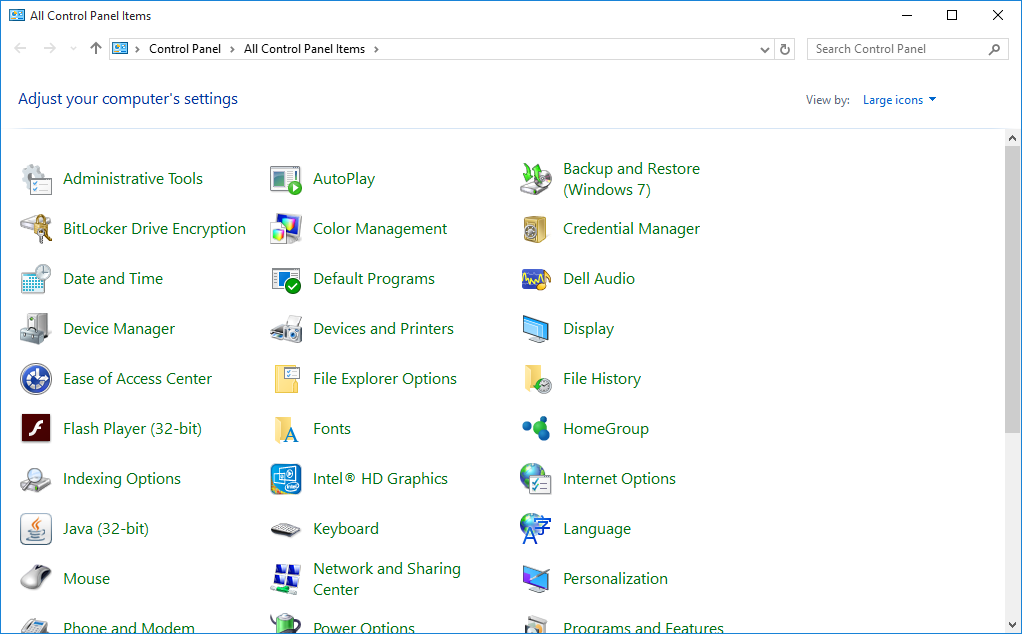 All Control Panel Items
Control Panel > All Control Panel Items >
Search Control Panel
Adjust your computer's settings
View by: Large icons
Administrative Tools
AutoPlay
Backup and Restore
(Windows 7)
BitLocker Drive Encryption
Color Management
Credential Manager
Date and Time
Default Programs
Dell Audio
Device Manager
Devices and Printers
Display
Ease of Access Center
File Explorer Options
File History
Flash Player (32-bit)
Fonts
HomeGroup
Indexing Options
Intel® HD Graphics
Internet Options
Java (32-bit)
Keyboard
Language
Mouse
Network and Sharing
Center
Personalization
Phone and Modem
Power Options
Programs and Features